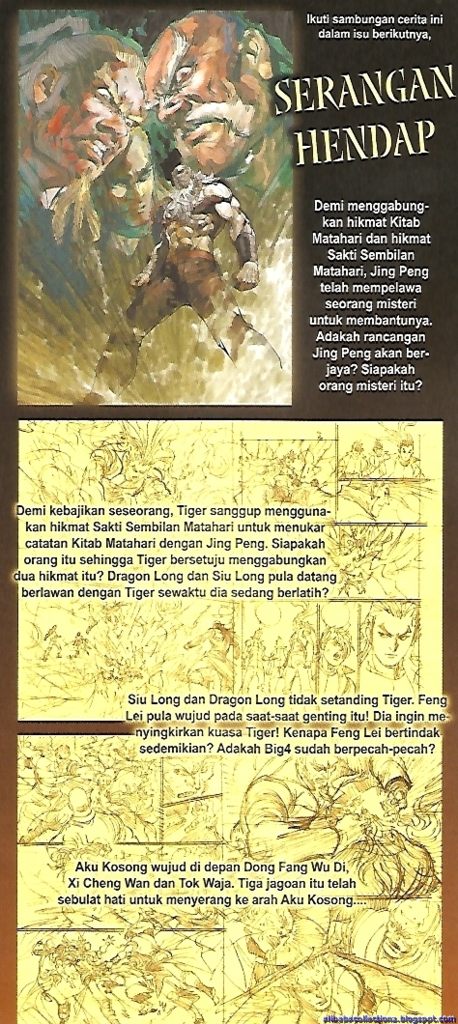 Ikuti sambungan cerita ini
dalam isu berikutnya,
SERANGAN
HENDAP
Demi menggabung-
kan hikmat Kitab
Matahari dan hikmat
Sakti Sembilan
Matahari, Jing Peng
telah mempelawa
seorang misteri
untuk membantunya.
Adakah rancangan
Jing Peng akan ber-
jaya? Siapakah
orang misteri itu?
Demi kebajikan seseorang, Tiger sanggup mengguna-
kan hikmat Sakti Sembilan Matahari untuk menukar
catatan Kitab Matahari dengan Jing Peng. Siapakah
orang itu sehingga Tiger bersetuju menggabungkan
dua hikmat itu? Dragon Long dan Siu Long pula datang
berlawan dengan Tiger sewaktu dia sedang berlatih?
Siu Long dan Dragon Long tidak setanding Tiger. Feng
Lei pula wujud pada saat-saat genting itu! Dia ingin me-
nyingkirkan kuasa Tiger! Kenapa Feng Lei bertindak
sedemikian? Adakah Big4 sudah berpecah-pecah?
Aku Kosong wujud di depan Dong Fang Wu Di,
Xi Cheng Wan dan Tok Waja. Tiga jagoan itu telah
sebulat hati untuk menyerang ke arah Aku Kosong....
alibabacollections.blogspot.com